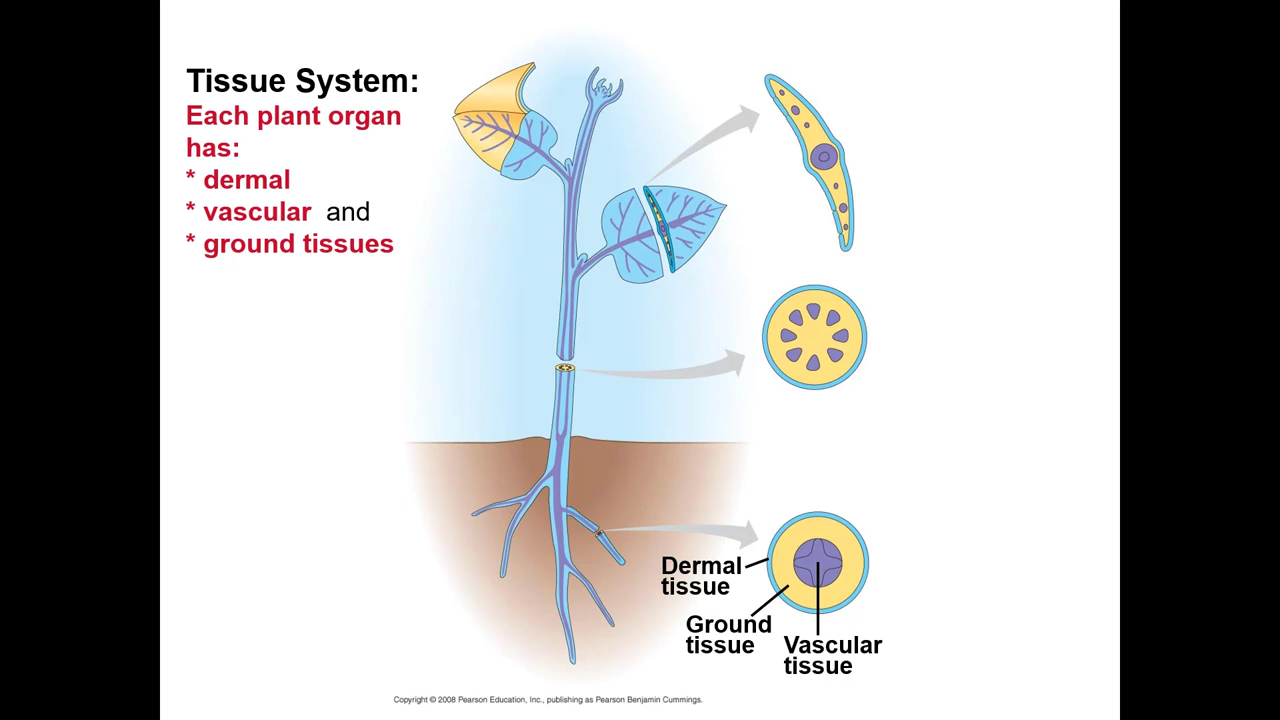 Tissue System:
Each plant organ
has:
* dermal
* vascular and
* ground tissues
Dermal
tissue
Ground
tissue
Vascular
tissue
Copyright © 2008 Pearson Education, Inc., publishing as Pearson Benjamin Cummings.